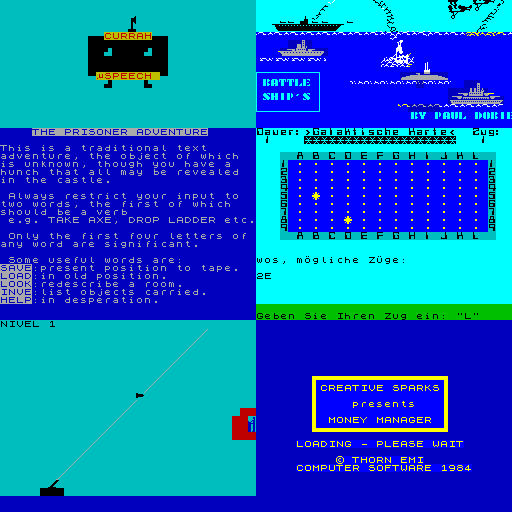 CURRAH
µSPEECH
BATTLE
SHIP'S
BY PAUL DORIE
THE PRISONER ADVENTURE
This is a traditional text
adventure, the object of which
is unknown, though you have a
hunch that all may be revealed
in the castle.
Always restrict your input to
two words, the first of which
should be a verb
e.g. TAKE AXE, DROP LADDER etc.
Only the first four letters of
any word are significant.
Some useful words are:
SAVE:present position to tape.
LOAD:in old position.
LOOK:redescribe a room.
INVE:list objects carried.
HELP:in desperation.
Dauer: >Galaktische Karte< Zug:
A B C D E F G H I J K L
A B C D E F G H I J K L
wos, mögliche Züge:
2E
Geben Sie Ihren Zug ein: "L"
NIVEL 1
CREATIVE SPARKS
presents
MONEY MANAGER
LOADING - PLEASE WAIT
© THORN EMI
COMPUTER SOFTWARE 1984